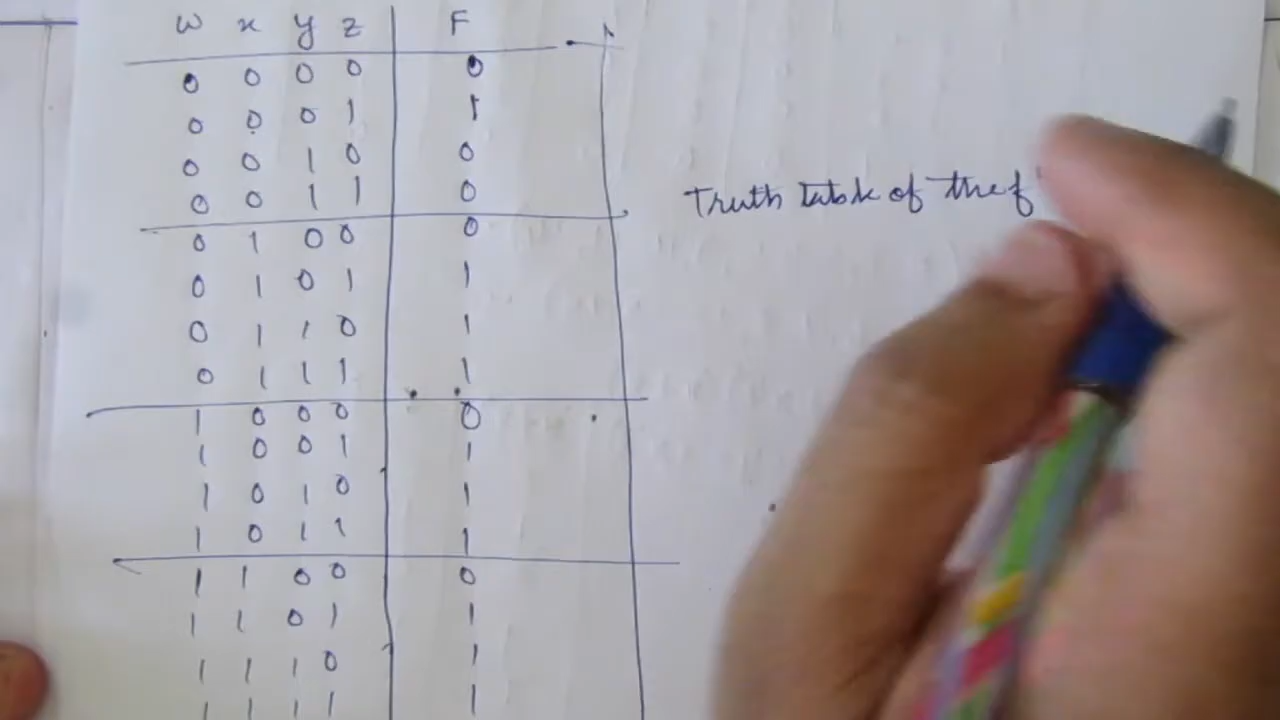 w x y z F
0 0 0 0 0
0 0 0 1 1
0 0 1 0 0
0 0 1 1 0
0 1 0 0 0
0 1 0 1 1
0 1 1 0 1
0 1 1 1 1
1 0 0 0 0
1 0 0 1 1
1 0 1 0 1
1 0 1 1 1
1 1 0 0 0
1 1 0 1 1
1 1 1 0 1
1 1 1 1 1
Truth table of the f